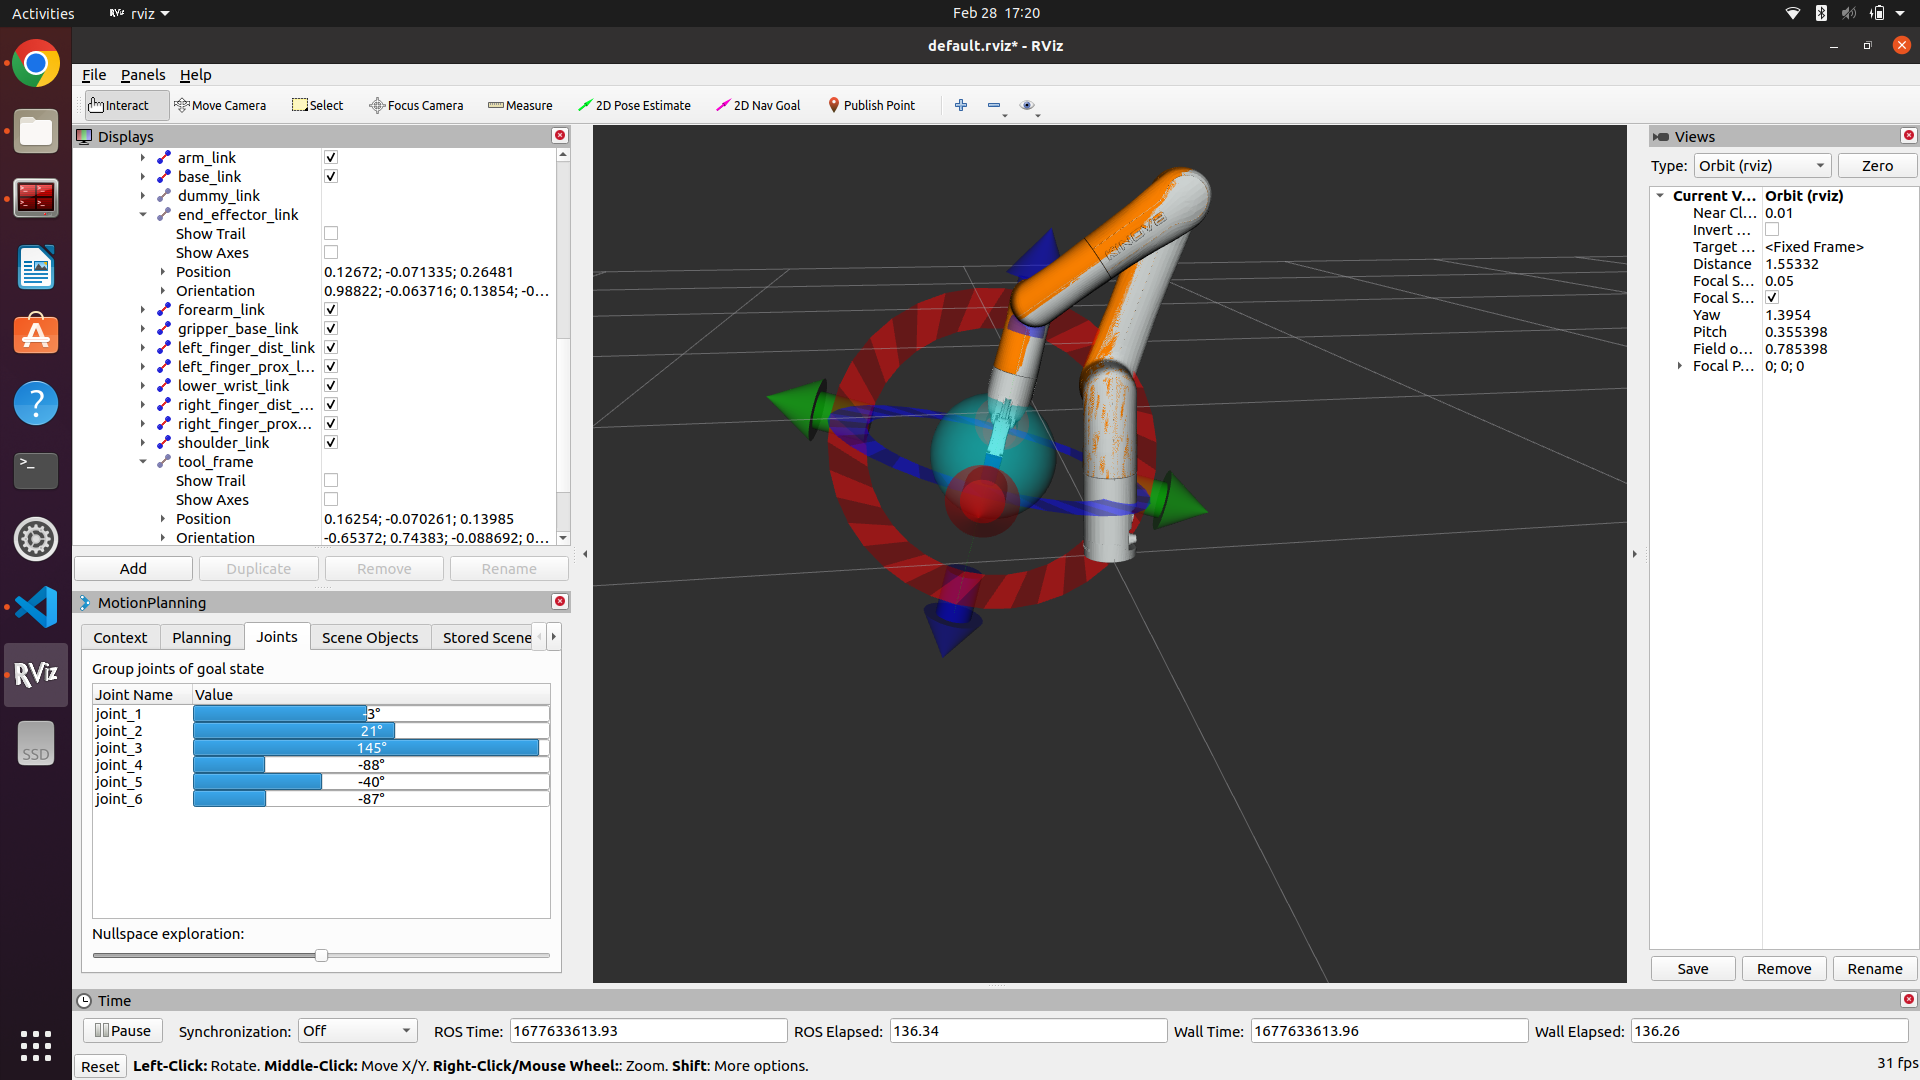 Activities
rviz
Feb 28 17:20
default.rviz* - RViz
File Panels Help
Interact Move Camera Select Focus Camera Measure 2D Pose Estimate 2D Nav Goal Publish Point
Displays
arm_link
base_link
dummy_link
end_effector_link
Show Trail
Show Axes
Position 0.12672; -0.071335; 0.26481
Orientation 0.98822; -0.063716; 0.13854; -0...
forearm_link
gripper_base_link
left_finger_dist_link
left_finger_prox_l...
lower_wrist_link
right_finger_dist_...
right_finger_prox...
shoulder_link
tool_frame
Show Trail
Show Axes
Position 0.16254; -0.070261; 0.13985
Orientation -0.65372; 0.74383; -0.088692; 0...
Add Duplicate Remove Rename
MotionPlanning
Context Planning Joints Scene Objects Stored Scene
Group joints of goal state
Joint Name Value
joint_1 -3°
joint_2 21°
joint_3 145°
joint_4 -88°
joint_5 -40°
joint_6 -87°
Nullspace exploration:
KINOVA
Views
Type: Orbit (rviz) Zero
Current V... Orbit (rviz)
Near Cl... 0.01
Invert ...
Target ... <Fixed Frame>
Distance 1.55332
Focal S... 0.05
Focal S...
Yaw 1.3954
Pitch 0.355398
Field o... 0.785398
Focal P... 0; 0; 0
Save Remove Rename
Time
Pause Synchronization: Off ROS Time: 1677633613.93 ROS Elapsed: 136.34 Wall Time: 1677633613.96 Wall Elapsed: 136.26
Reset Left-Click: Rotate. Middle-Click: Move X/Y. Right-Click/Mouse Wheel:: Zoom. Shift: More options.
31 fps
RViz
SSD